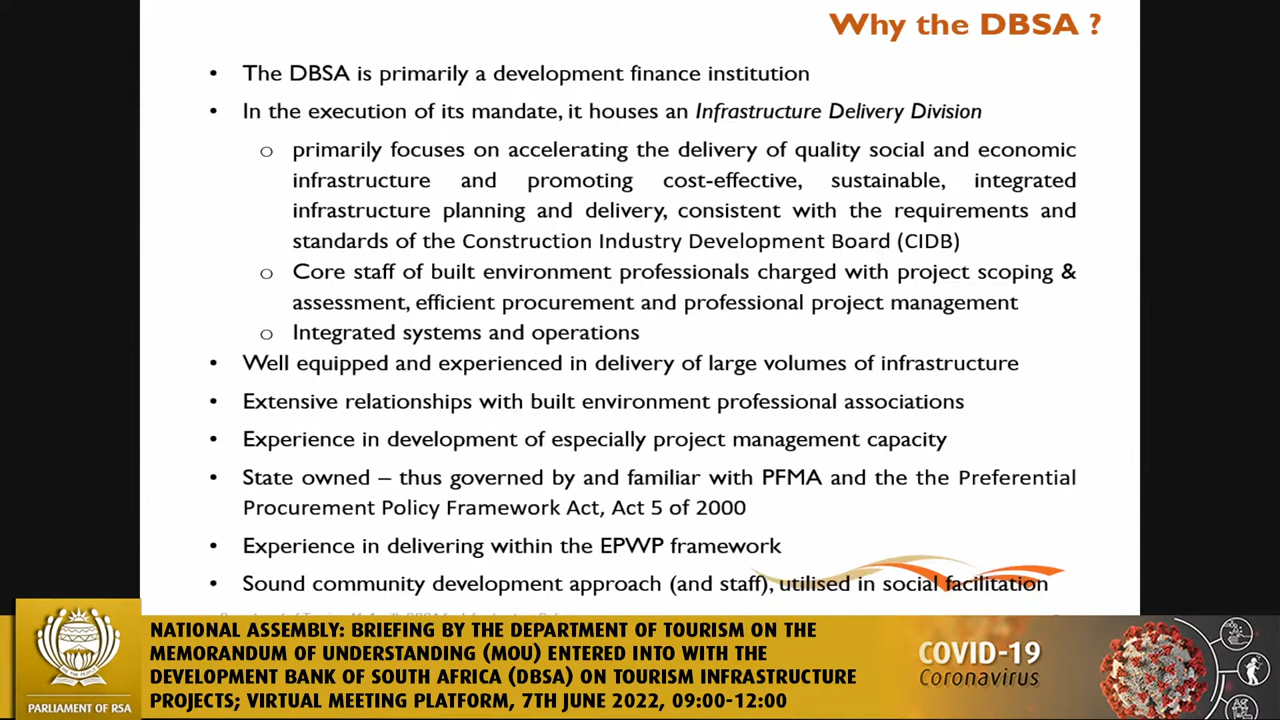 Why the DBSA ?
• The DBSA is primarily a development finance institution
• In the execution of its mandate, it houses an Infrastructure Delivery Division
o primarily focuses on accelerating the delivery of quality social and economic
infrastructure and promoting cost-effective, sustainable, integrated
infrastructure planning and delivery, consistent with the requirements and
standards of the Construction Industry Development Board (CIDB)
o Core staff of built environment professionals charged with project scoping &
assessment, efficient procurement and professional project management
o Integrated systems and operations
• Well equipped and experienced in delivery of large volumes of infrastructure
• Extensive relationships with built environment professional associations
• Experience in development of especially project management capacity
• State owned – thus governed by and familiar with PFMA and the the Preferential
Procurement Policy Framework Act, Act 5 of 2000
• Experience in delivering within the EPWP framework
• Sound community development approach (and staff), utilised in social facilitation
NATIONAL ASSEMBLY: BRIEFING BY THE DEPARTMENT OF TOURISM ON THE
MEMORANDUM OF UNDERSTANDING (MOU) ENTERED INTO WITH THE
DEVELOPMENT BANK OF SOUTH AFRICA (DBSA) ON TOURISM INFRASTRUCTURE
PROJECTS; VIRTUAL MEETING PLATFORM, 7TH JUNE 2022, 09:00-12:00
PARLIAMENT OF RSA
COVID-19
Coronavirus